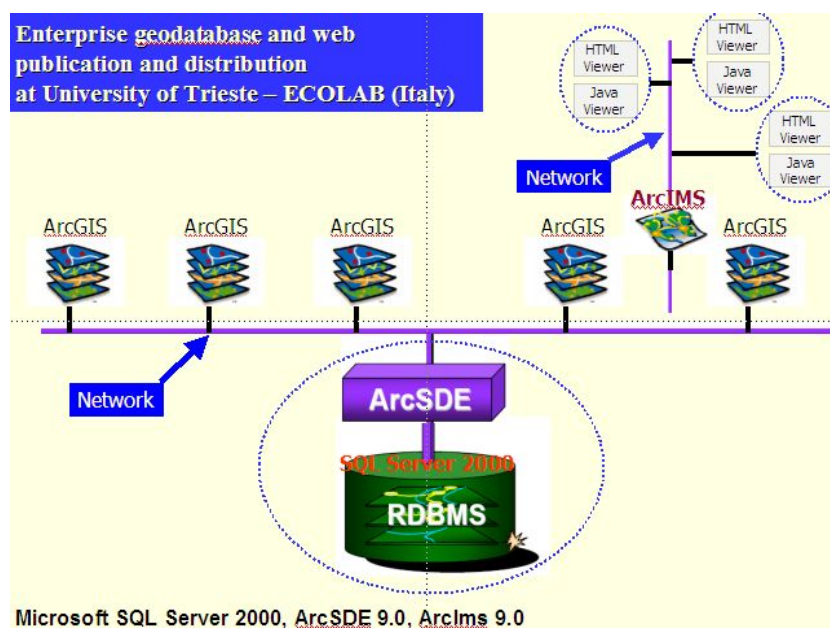 Enterprise geodatabase and web
publication and distribution
at University of Trieste – ECOLAB (Italy)
HTML
Viewer
Java
Viewer
HTML
Viewer
Java
Viewer
HTML
Viewer
Java
Viewer
Network
ArcIMS
ArcGIS
ArcGIS
ArcGIS
ArcGIS
ArcGIS
Network
ArcSDE
SQL Server 2000
RDBMS
Microsoft SQL Server 2000, ArcSDE 9.0, ArcIms 9.0